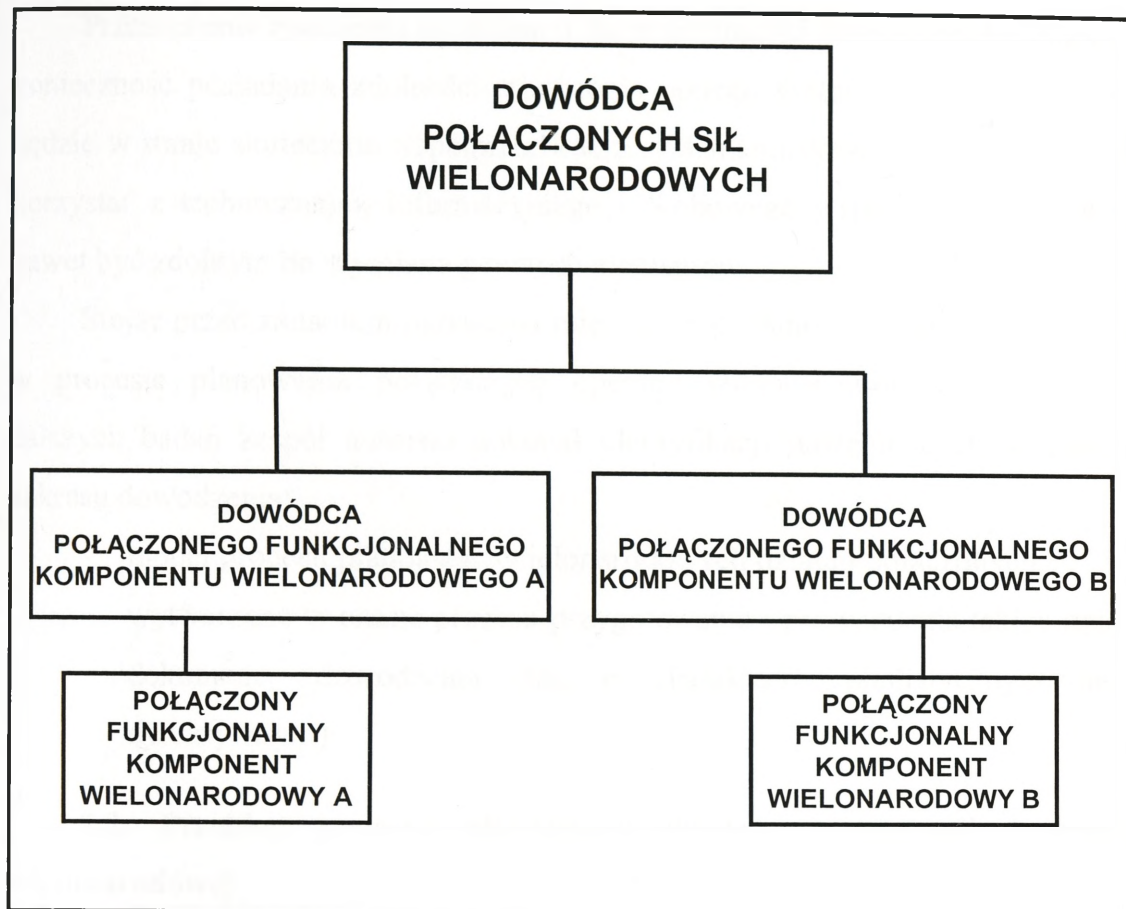 DOWÓDCA
POŁĄCZONYCH SIŁ
WIELONARODOWYCH
DOWÓDCA
POŁĄCZONEGO FUNKCJONALNEGO
KOMPONENTU WIELONARODOWEGO A
DOWÓDCA
POŁĄCZONEGO FUNKCJONALNEGO
KOMPONENTU WIELONARODOWEGO B
POŁĄCZONY
FUNKCJONALNY
KOMPONENT
WIELONARODOWY A
POŁĄCZONY
FUNKCJONALNY
KOMPONENT
WIELONARODOWY B